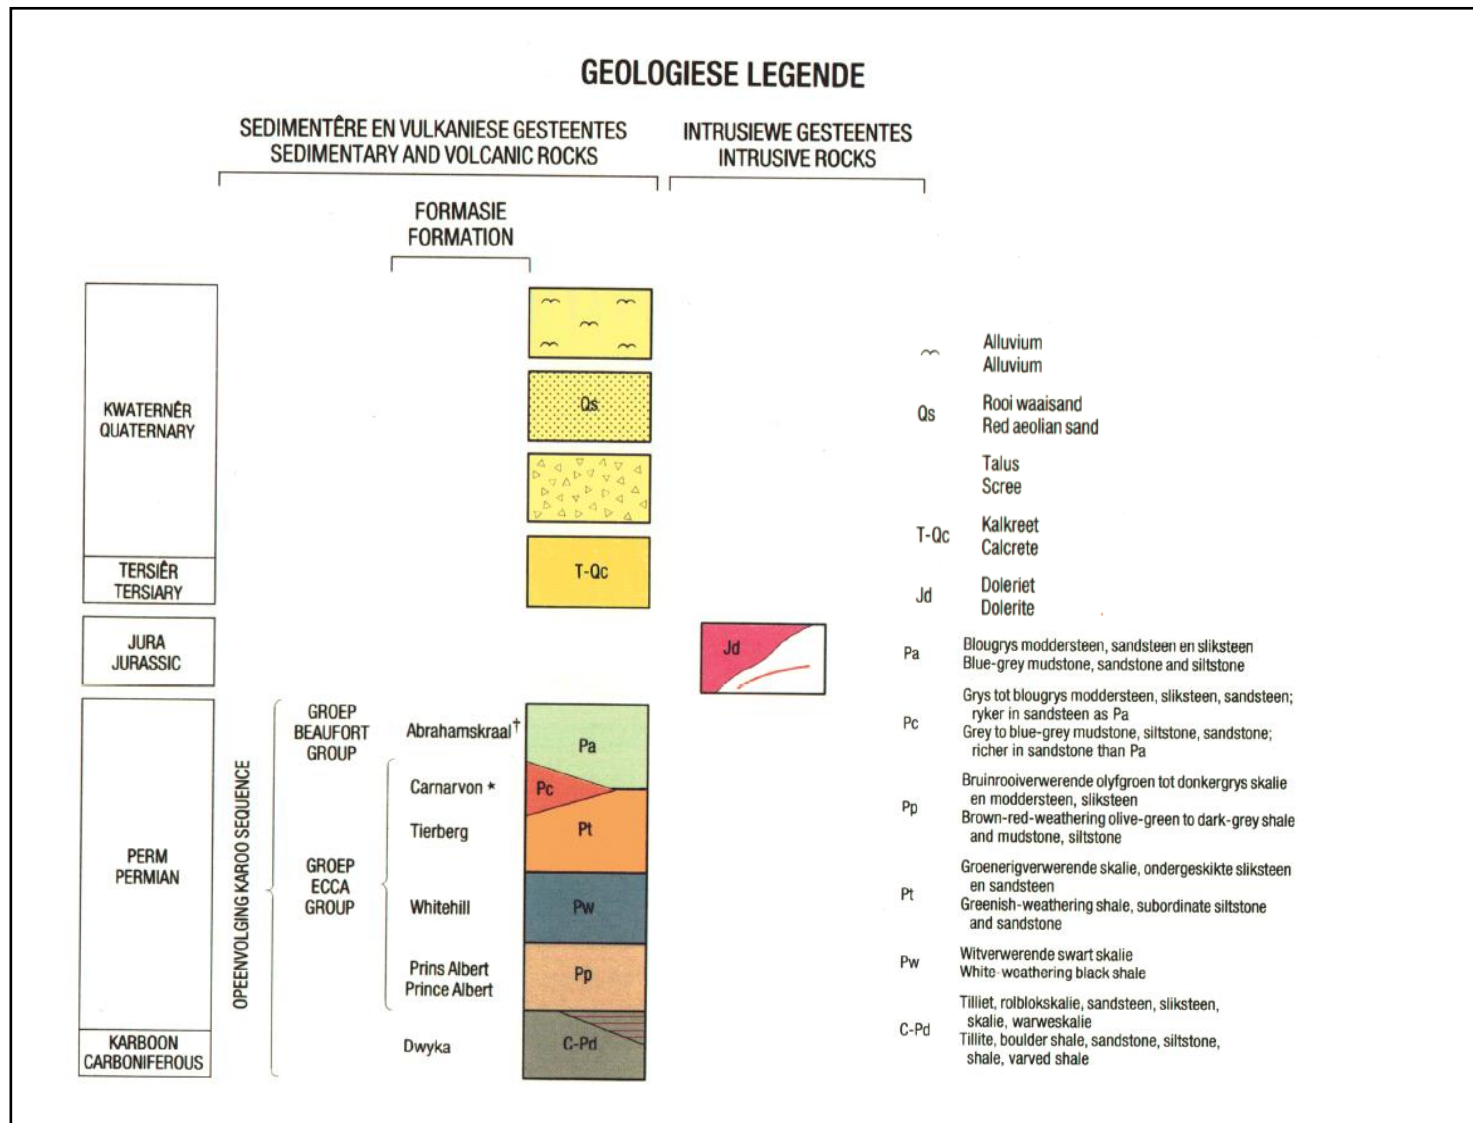 GEOLOGIESE LEGENDE
SEDIMENTÊRE EN VULKANIESE GESTEENTES
SEDIMENTARY AND VOLCANIC ROCKS
INTRUSIEWE GESTEENTES
INTRUSIVE ROCKS
FORMASIE
FORMATION
KWATERNÊR
QUATERNARY
TERSIÊR
TERSIARY
JURA
JURASSIC
PERM
PERMIAN
KARBOON
CARBONIFEROUS
OPEENVOLGING KAROO SEQUENCE
GROEP
BEAUFORT
GROUP
GROEP
ECCA
GROUP
Abrahamskraal†
Carnarvon *
Tierberg
Whitehill
Prins Albert
Prince Albert
Dwyka
Qs
T-Qc
Jd
Pa
Pc
Pt
Pw
Pp
C-Pd
Alluvium
Alluvium
Qs
Rooi waaisand
Red aeolian sand
Talus
Scree
T-Qc
Kalkreet
Calcrete
Jd
Doleriet
Dolerite
Pa
Blougrys moddersteen, sandsteen en sliksteen
Blue-grey mudstone, sandstone and siltstone
Pc
Grys tot blougrys moddersteen, sliksteen, sandsteen;
ryker in sandsteen as Pa
Grey to blue-grey mudstone, siltstone, sandstone;
richer in sandstone than Pa
Pp
Bruinrooiverwerende olyfgroen tot donkergrys skalie
en moddersteen, sliksteen
Brown-red-weathering olive-green to dark-grey shale
and mudstone, siltstone
Pt
Groenerigverwerende skalie, ondergeskikte sliksteen
en sandsteen
Greenish-weathering shale, subordinate siltstone
and sandstone
Pw
Witverwerende swart skalie
White-weathering black shale
C-Pd
Tilliet, rolblokskalie, sandsteen, sliksteen,
skalie, warweskalie
Tillite, boulder shale, sandstone, siltstone,
shale, varved shale